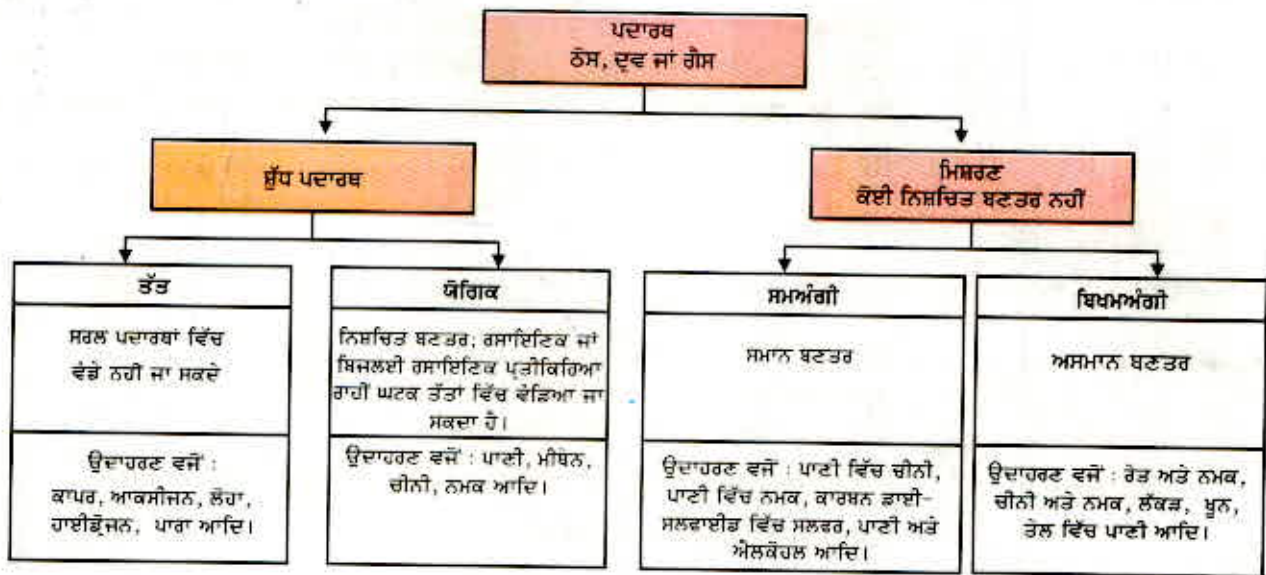 ਪਦਾਰਥ
ਠੋਸ, ਦ੍ਰਵ ਜਾਂ ਗੈਸ
ਸ਼ੁੱਧ ਪਦਾਰਥ
ਮਿਸ਼ਰਣ
ਕੋਈ ਨਿਸ਼ਚਿਤ ਬਣਤਰ ਨਹੀਂ
ਤੱਤ
ਸਰਲ ਪਦਾਰਥਾਂ ਵਿੱਚ
ਵੰਡੇ ਨਹੀਂ ਜਾ ਸਕਦੇ
ਉਦਾਹਰਣ ਵਜੋਂ :
ਕਾਪਰ, ਆਕਸੀਜਨ, ਲੋਹਾ,
ਹਾਈਡ੍ਰੋਜਨ, ਪਾਰਾ ਆਦਿ।
ਯੋਗਿਕ
ਨਿਸ਼ਚਿਤ ਬਣਤਰ; ਰਸਾਇਣਿਕ ਜਾਂ
ਬਿਜਲਈ ਰਸਾਇਣਿਕ ਪ੍ਰਤੀਕਿਰਿਆ
ਰਾਹੀਂ ਘਟਕ ਤੱਤਾਂ ਵਿੱਚ ਵੰਡਿਆ ਜਾ
ਸਕਦਾ ਹੈ।
ਉਦਾਹਰਣ ਵਜੋਂ : ਪਾਣੀ, ਮੀਥੇਨ,
ਚੀਨੀ, ਨਮਕ ਆਦਿ।
ਸਮਅੰਗੀ
ਸਮਾਨ ਬਣਤਰ
ਉਦਾਹਰਣ ਵਜੋਂ : ਪਾਣੀ ਵਿੱਚ ਚੀਨੀ,
ਪਾਣੀ ਵਿੱਚ ਨਮਕ, ਕਾਰਬਨ ਡਾਈ-
ਸਲਫਾਈਡ ਵਿੱਚ ਸਲਫਰ, ਪਾਣੀ ਅਤੇ
ਐਲਕੋਹਲ ਆਦਿ।
ਬਿਖਮਅੰਗੀ
ਅਸਮਾਨ ਬਣਤਰ
ਉਦਾਹਰਣ ਵਜੋਂ : ਰੇਤ ਅਤੇ ਨਮਕ,
ਚੀਨੀ ਅਤੇ ਨਮਕ, ਲੱਕੜ, ਖੂਨ,
ਤੇਲ ਵਿੱਚ ਪਾਣੀ ਆਦਿ।